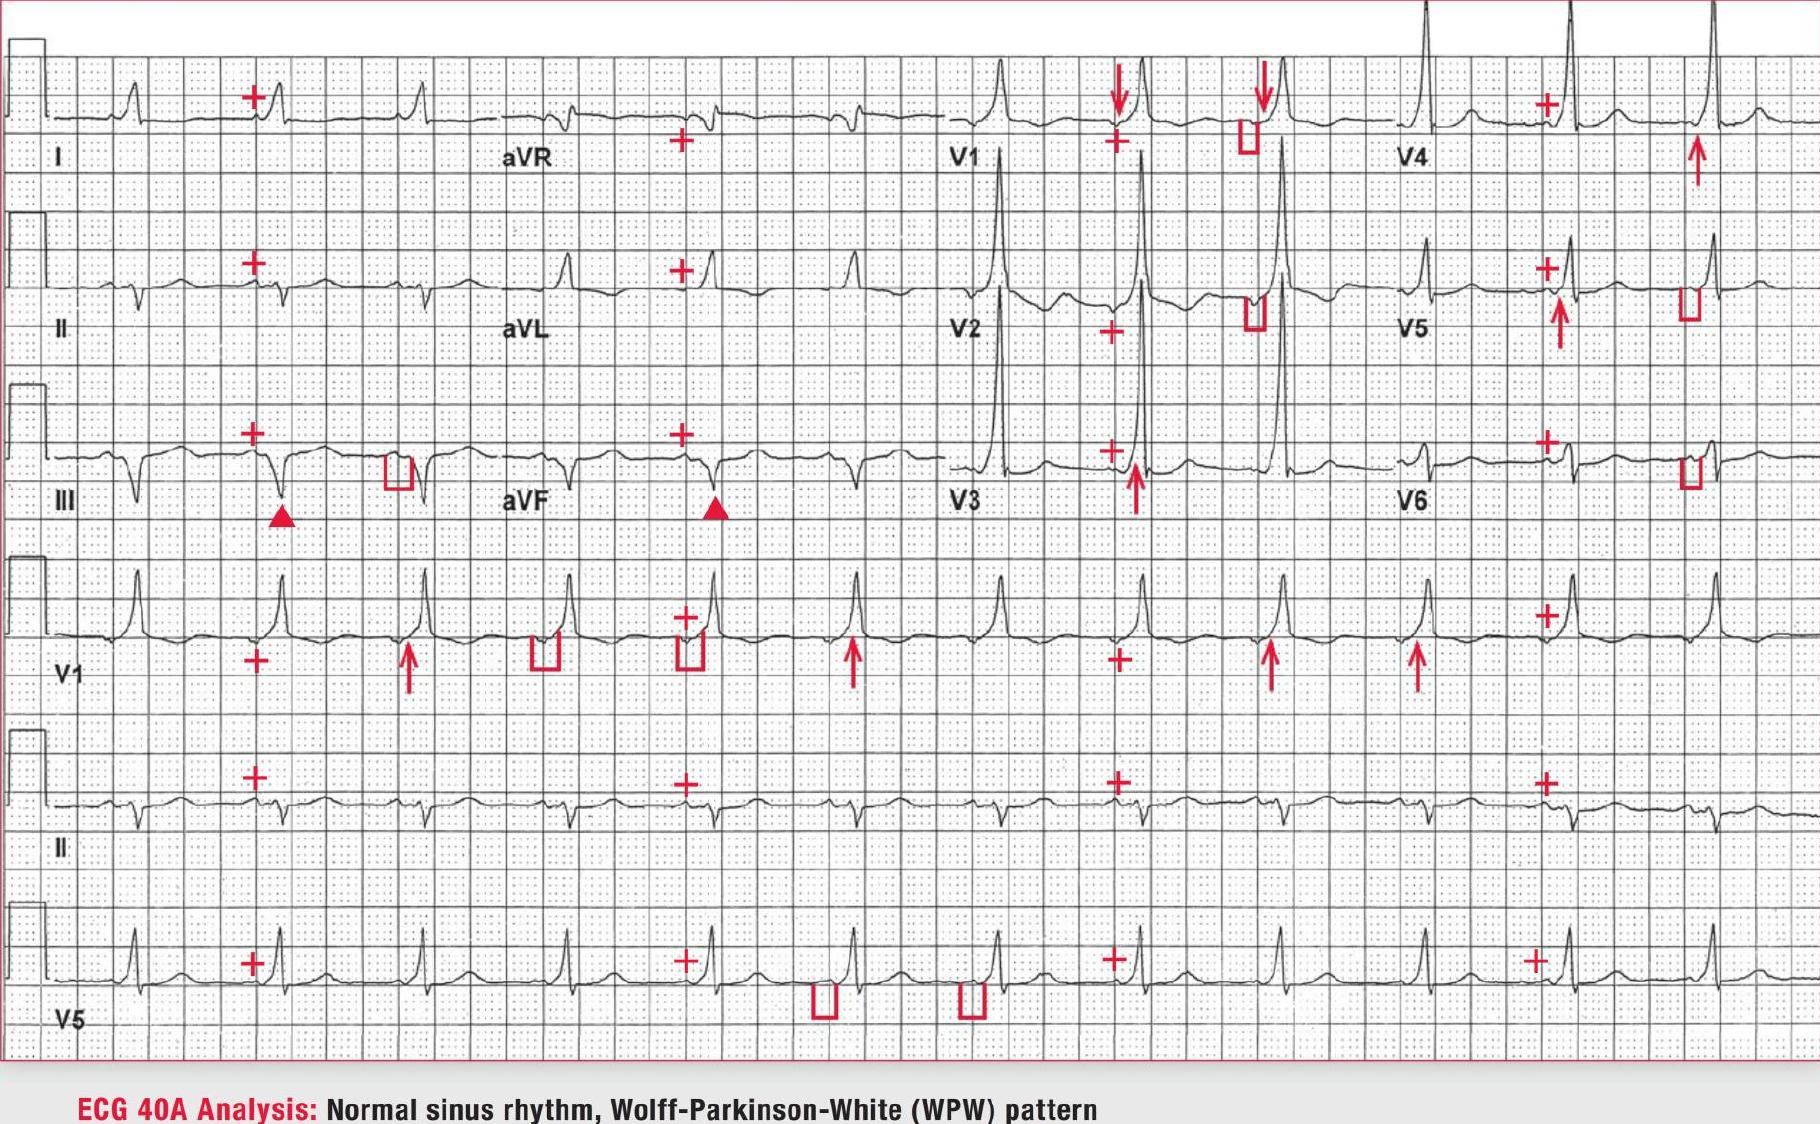 I aVR V1 V4
II aVL V2 V5
III aVF V3 V6
V1
II
V5
ECG 40A Analysis: Normal sinus rhythm, Wolff-Parkinson-White (WPW) pattern